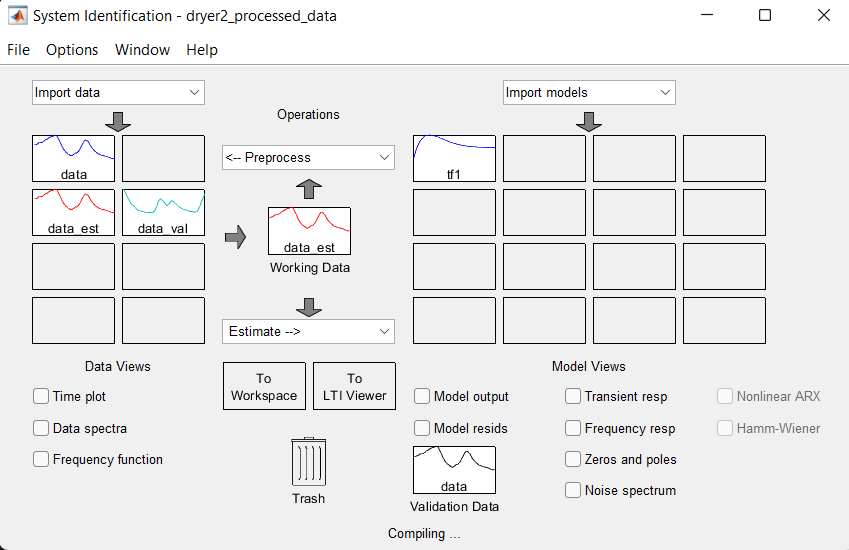 System Identification - dryer2_processed_data
File Options Window Help
Import data
Import models
Operations
data
<-- Preprocess
tf1
data_est
data_val
data_est
Working Data
Estimate -->
Data Views
Model Views
To
Workspace
To
LTI Viewer
Time plot
Data spectra
Frequency function
Model output
Model resids
Transient resp
Frequency resp
Zeros and poles
Noise spectrum
Nonlinear ARX
Hamm-Wiener
Trash
data
Validation Data
Compiling ...